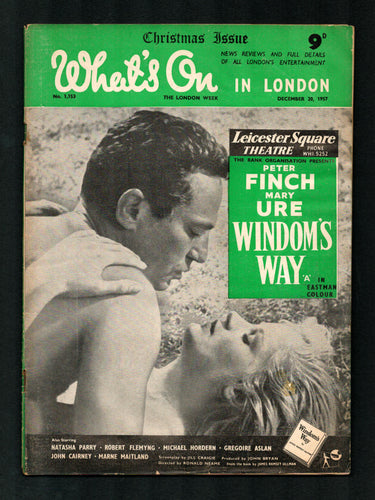 Christmas Issue
9D
NEWS REVIEWS AND FULL DETAILS
OF ALL LONDON'S ENTERTAINMENT
What's On
IN LONDON
No. 1,153
THE LONDON WEEK
DECEMBER 20, 1957
Leicester Square
THEATRE PHONE WHI.5252
THE RANK ORGANISATION PRESENTS
PETER
FINCH
MARY
URE
WINDOM'S
WAY
'A' IN
EASTMAN
COLOUR
Windom's
Way
Also Starring
NATASHA PARRY • ROBERT FLEMYNG • MICHAEL HORDERN • GREGOIRE ASLAN
JOHN CAIRNEY • MARNE MAITLAND
Screenplay by JILL CRAIGIE Produced by JOHN BRYAN
Directed by RONALD NEAME from the book by JAMES RAMSEY ULLMAN